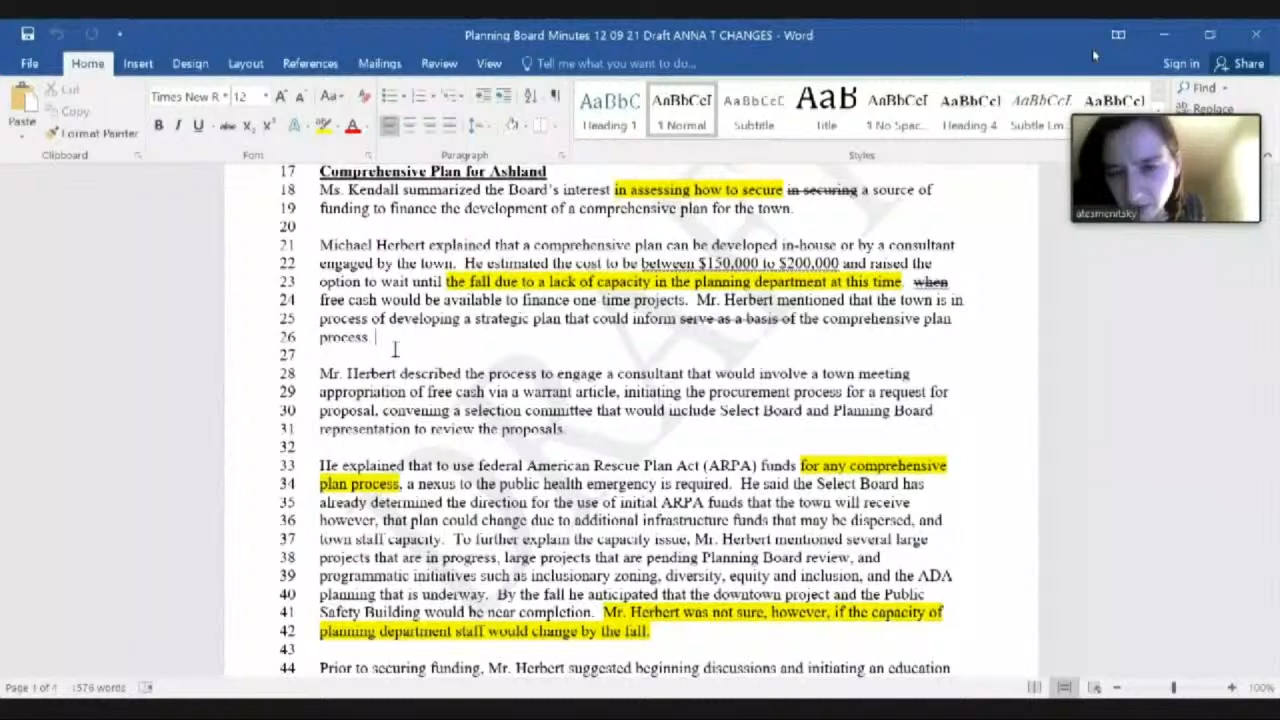 Planning Board Minutes 12 09 21 Draft ANNA T CHANGES - Word
Sign in
Share
File
Home
Insert
Design
Layout
References
Mailings
Review
View
Tell me what you want to do...
Paste
Cut
Copy
Format Painter
Clipboard
Times New R
12
Font
Paragraph
AaBbC
Heading 1
AaBbCcI
1 Normal
AaBbCcD
Subtitle
AaB
Title
AaBbCcI
1 No Spac...
AaBbCcI
Heading 4
AaBbCcI
Subtle Em...
AaBbCcI
Styles
Find
Replace
atesmenitsky
17 Comprehensive Plan for Ashland
18 Ms. Kendall summarized the Board's interest in assessing how to secure in securing a source of
19 funding to finance the development of a comprehensive plan for the town.
20
21 Michael Herbert explained that a comprehensive plan can be developed in-house or by a consultant
22 engaged by the town. He estimated the cost to be between $150,000 to $200,000 and raised the
23 option to wait until the fall due to a lack of capacity in the planning department at this time. when
24 free cash would be available to finance one-time projects. Mr. Herbert mentioned that the town is in
25 process of developing a strategic plan that could inform serve as a basis of the comprehensive plan
26 process
27
28 Mr. Herbert described the process to engage a consultant that would involve a town meeting
29 appropriation of free cash via a warrant article, initiating the procurement process for a request for
30 proposal, convening a selection committee that would include Select Board and Planning Board
31 representation to review the proposals.
32
33 He explained that to use federal American Rescue Plan Act (ARPA) funds for any comprehensive
34 plan process, a nexus to the public health emergency is required. He said the Select Board has
35 already determined the direction for the use of initial ARPA funds that the town will receive
36 however, that plan could change due to additional infrastructure funds that may be dispersed, and
37 town staff capacity. To further explain the capacity issue, Mr. Herbert mentioned several large
38 projects that are in progress, large projects that are pending Planning Board review, and
39 programmatic initiatives such as inclusionary zoning, diversity, equity and inclusion, and the ADA
40 planning that is underway. By the fall he anticipated that the downtown project and the Public
41 Safety Building would be near completion. Mr. Herbert was not sure, however, if the capacity of
42 planning department staff would change by the fall.
43
44 Prior to securing funding, Mr. Herbert suggested beginning discussions and initiating an education
Page 1 of 4
1576 words
100%